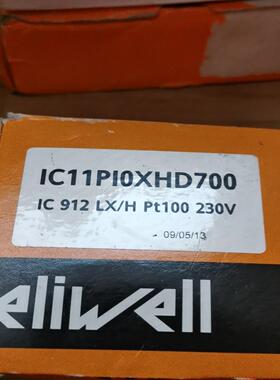 IC11PI0XHD700
IC 912 LX/H Pt100 230V
- 09/05/13
eliwell